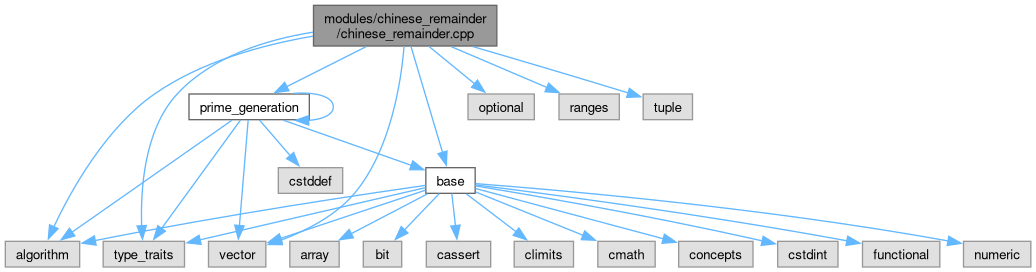 modules/chinese_remainder
/chinese_remainder.cpp
prime_generation
optional
ranges
tuple
cstddef
base
algorithm
type_traits
vector
array
bit
cassert
climits
cmath
concepts
cstdint
functional
numeric